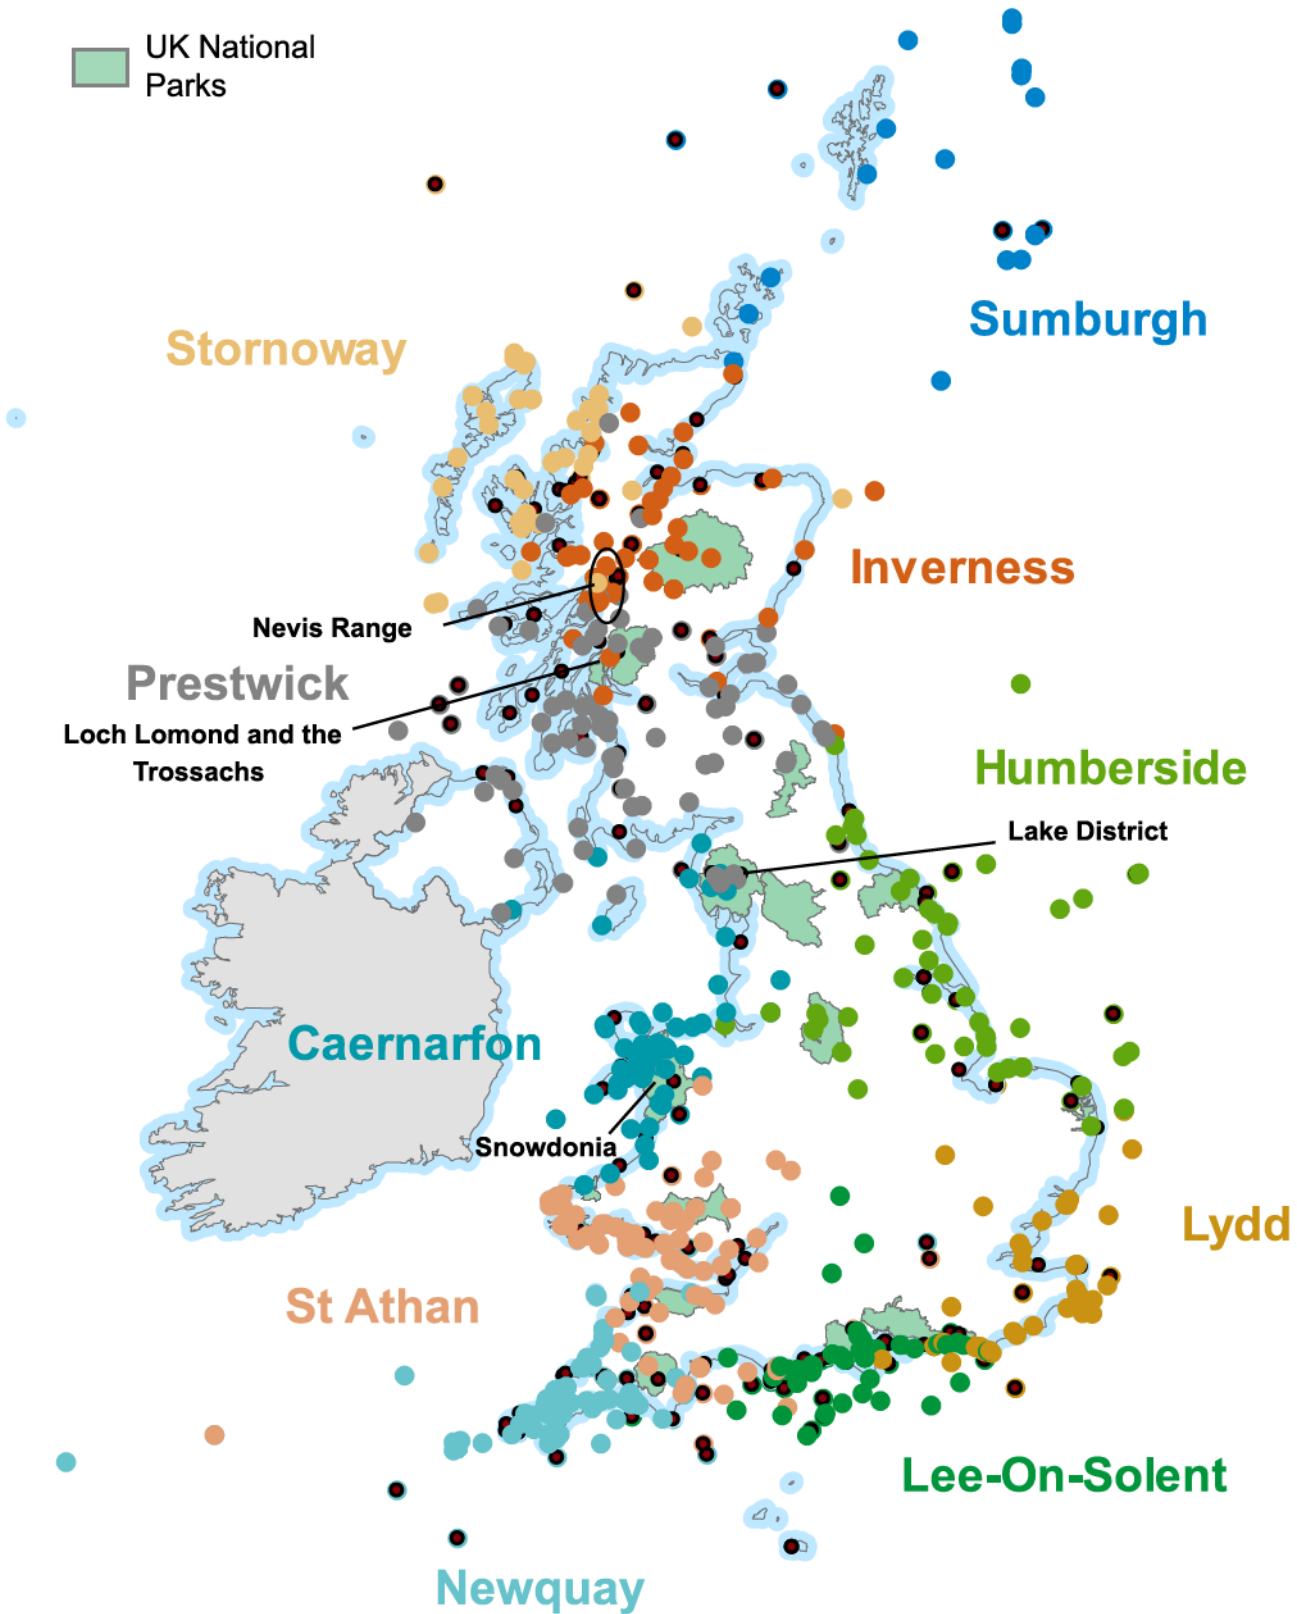 UK National
Parks
Sumburgh
Stornoway
Inverness
Nevis Range
Prestwick
Loch Lomond and the
Trossachs
Humberside
Lake District
Caernarfon
Snowdonia
Lydd
St Athan
Lee-On-Solent
Newquay